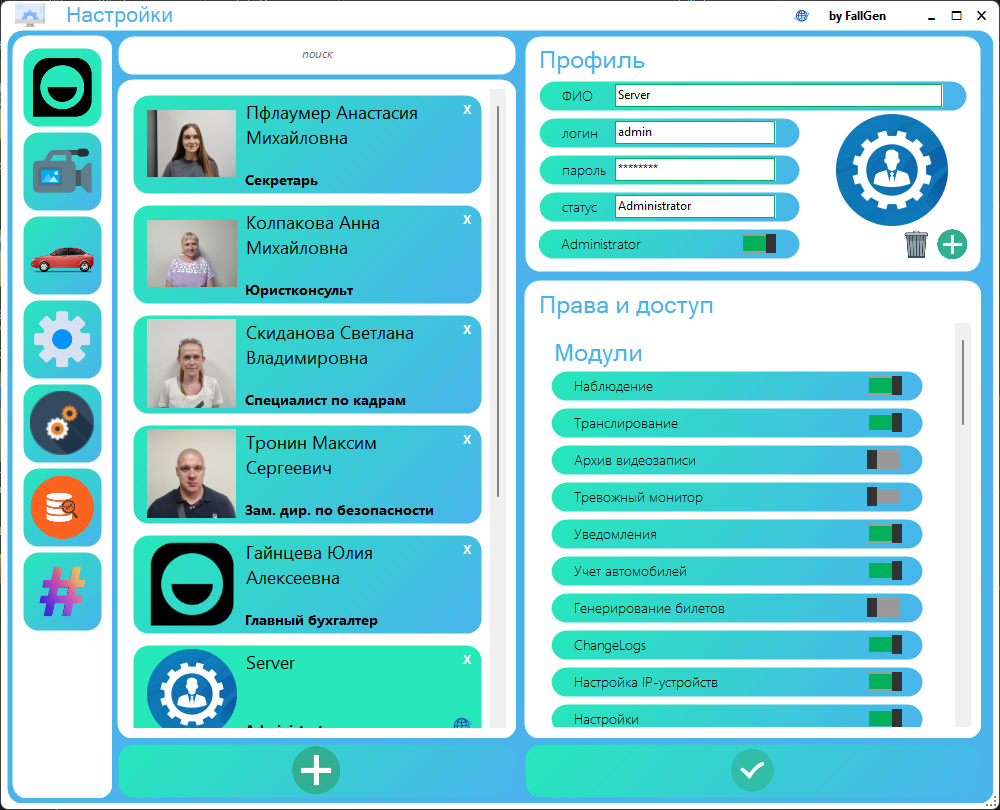 Настройки
by FallGen
поиск
Пфлаумер Анастасия
Михайловна
X
Секретарь
Колпакова Анна
Михайловна
X
Юристконсульт
Скиданова Светлана
Владимировна
X
Специалист по кадрам
Тронин Максим
Сергеевич
X
Зам. дир. по безопасности
Гайнцева Юлия
Алексеевна
X
Главный бухгалтер
Server
X
Профиль
ФИО Server
логин admin
пароль ********
статус Administrator
Administrator
Права и доступ
Модули
Наблюдение
Транслирование
Архив видеозаписи
Тревожный монитор
Уведомления
Учет автомобилей
Генерирование билетов
ChangeLogs
Настройка IP-устройств
Настройки